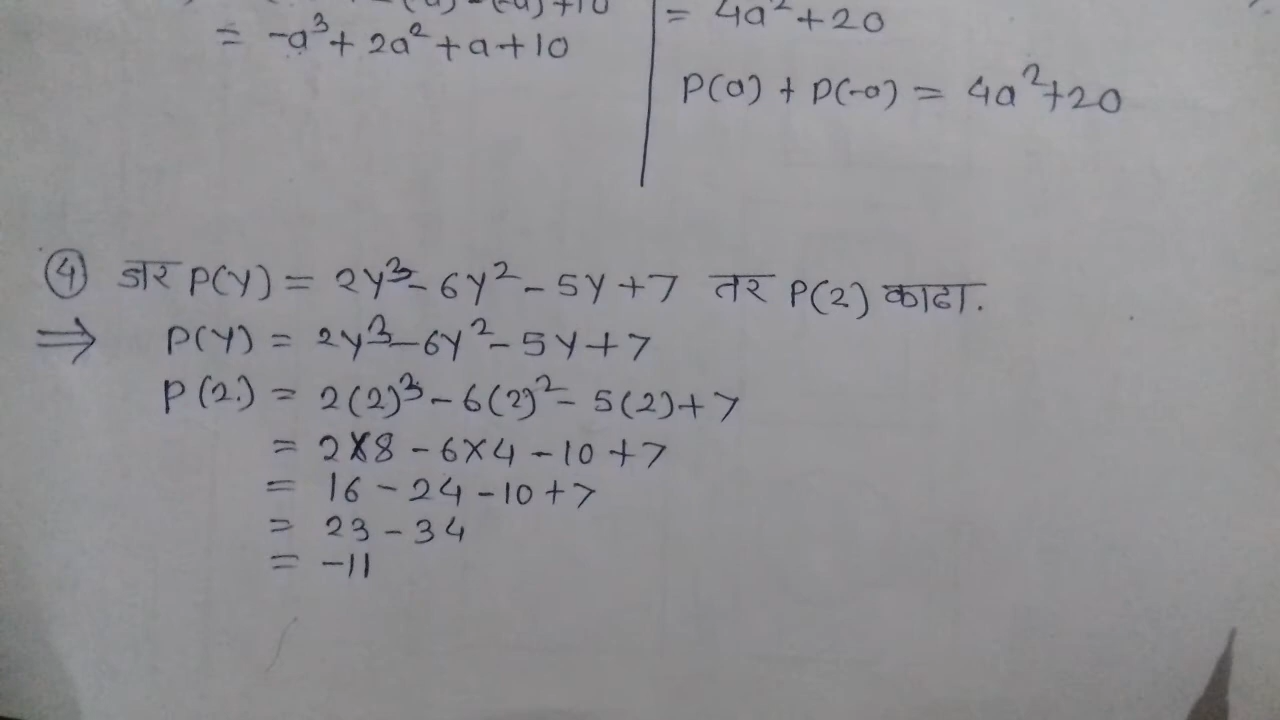 = -a³ + 2a² + a + 10
= 4a² + 20
P(a) + P(-a) = 4a² + 20
④ जर P(Y) = 2Y³ - 6Y² - 5Y + 7 तर P(2) काढा.
⇒ P(Y) = 2Y³ - 6Y² - 5Y + 7
P(2) = 2(2)³ - 6(2)² - 5(2) + 7
= 2×8 - 6×4 - 10 + 7
= 16 - 24 - 10 + 7
= 23 - 34
= -11